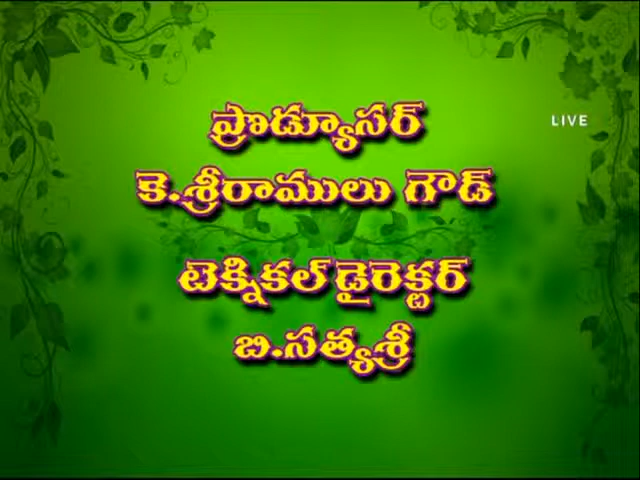 LIVE
ప్రొడ్యూసర్
కె.శ్రీరాములు గౌడ్
టెక్నికల్ డైరెక్టర్
బి.సత్యశ్రీ